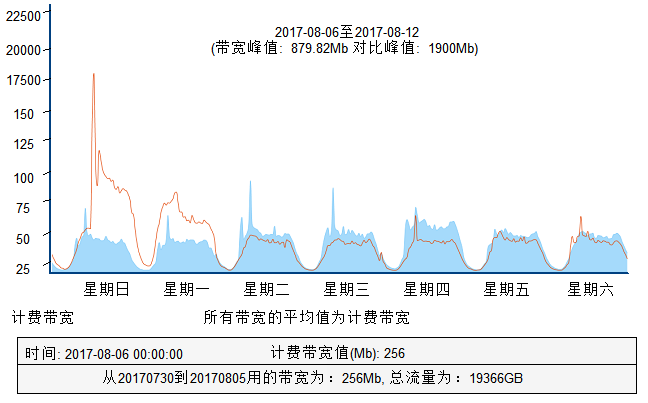 2017-08-06至2017-08-12
(带宽峰值: 879.82Mb 对比峰值: 1900Mb)
22500
20000
17500
150
125
100
75
50
25
星期日 星期一 星期二 星期三 星期四 星期五 星期六
计费带宽 所有带宽的平均值为计费带宽
时间: 2017-08-06 00:00:00 计费带宽值(Mb): 256
从20170730到20170805用的带宽为：256Mb, 总流量为：19366GB